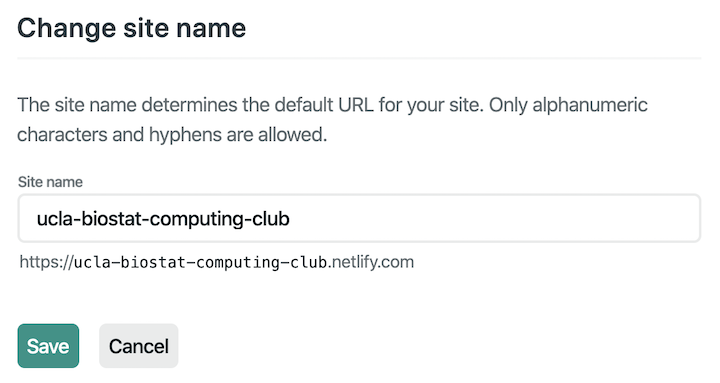 Change site name
The site name determines the default URL for your site. Only alphanumeric
characters and hyphens are allowed.
Site name
ucla-biostat-computing-club
https://ucla-biostat-computing-club.netlify.com
Save Cancel